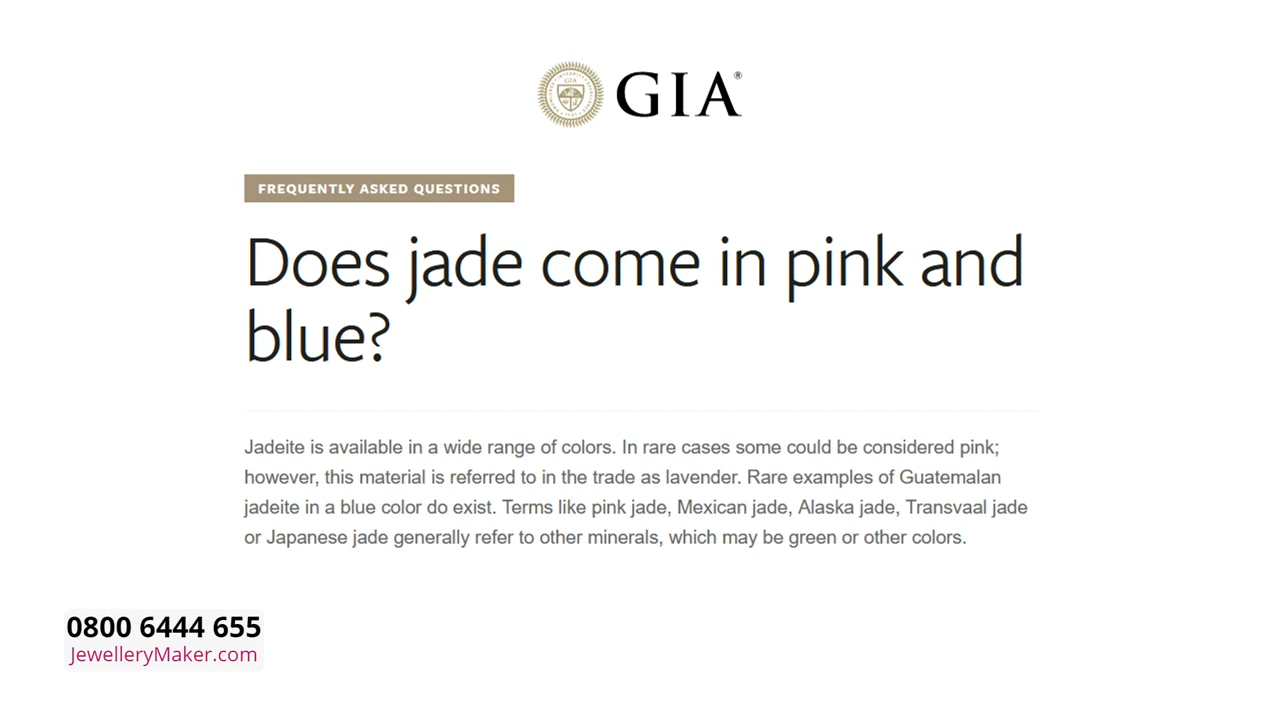 GIA®
FREQUENTLY ASKED QUESTIONS
Does jade come in pink and
blue?
Jadeite is available in a wide range of colors. In rare cases some could be considered pink;
however, this material is referred to in the trade as lavender. Rare examples of Guatemalan
jadeite in a blue color do exist. Terms like pink jade, Mexican jade, Alaska jade, Transvaal jade
or Japanese jade generally refer to other minerals, which may be green or other colors.
0800 6444 655
JewelleryMaker.com